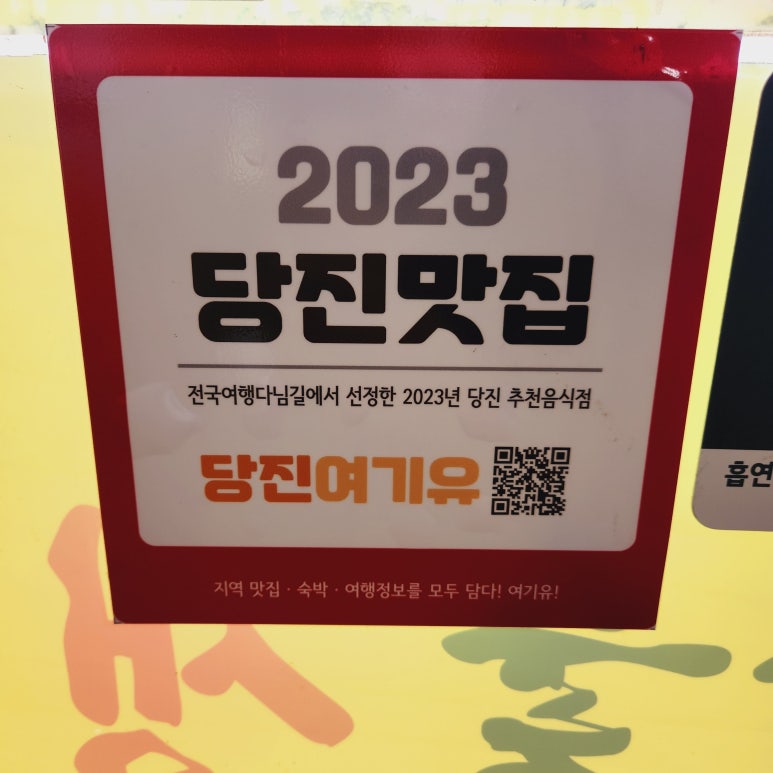 2023
당진맛집
전국여행다님길에서 선정한 2023년 당진 추천음식점
당진여기유
지역 맛집 · 숙박 · 여행정보를 모두 담다! 여기유!
흡연